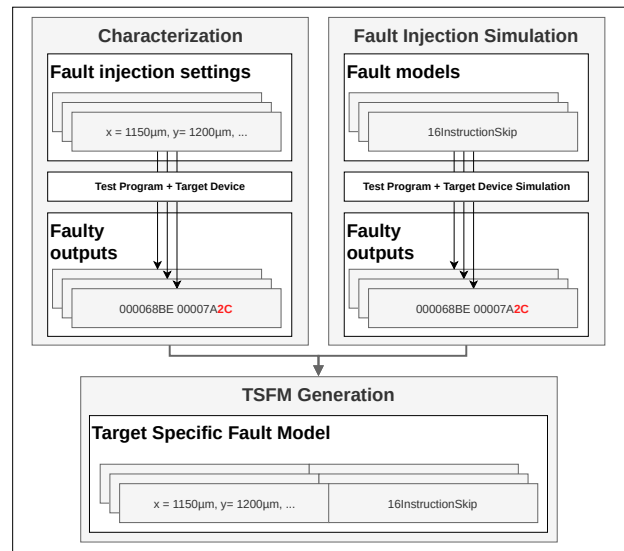 Characterization
Fault injection settings
x = 1150µm, y= 1200µm, ...
Test Program + Target Device
Faulty
outputs
000068BE 00007A2C
Fault Injection Simulation
Fault models
16InstructionSkip
Test Program + Target Device Simulation
Faulty
outputs
000068BE 00007A2C
TSFM Generation
Target Specific Fault Model
x = 1150µm, y= 1200µm, ...
16InstructionSkip